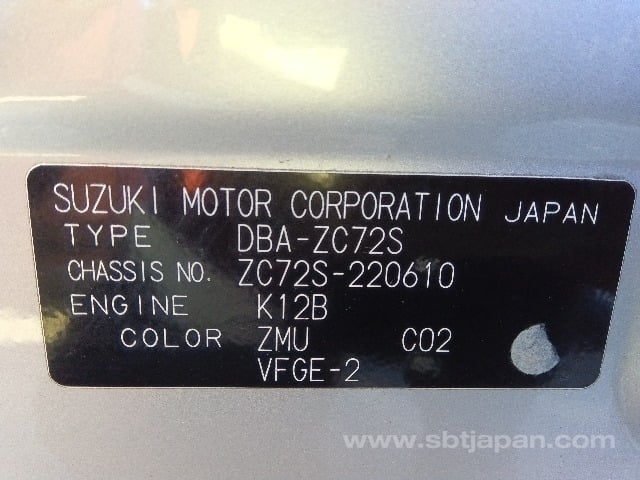 SUZUKI MOTOR CORPORATION JAPAN
TYPE DBA-ZC72S
CHASSIS NO. ZC72S-220610
ENGINE K12B
COLOR ZMU C02
VFGE-2
www.sbtjapan.com